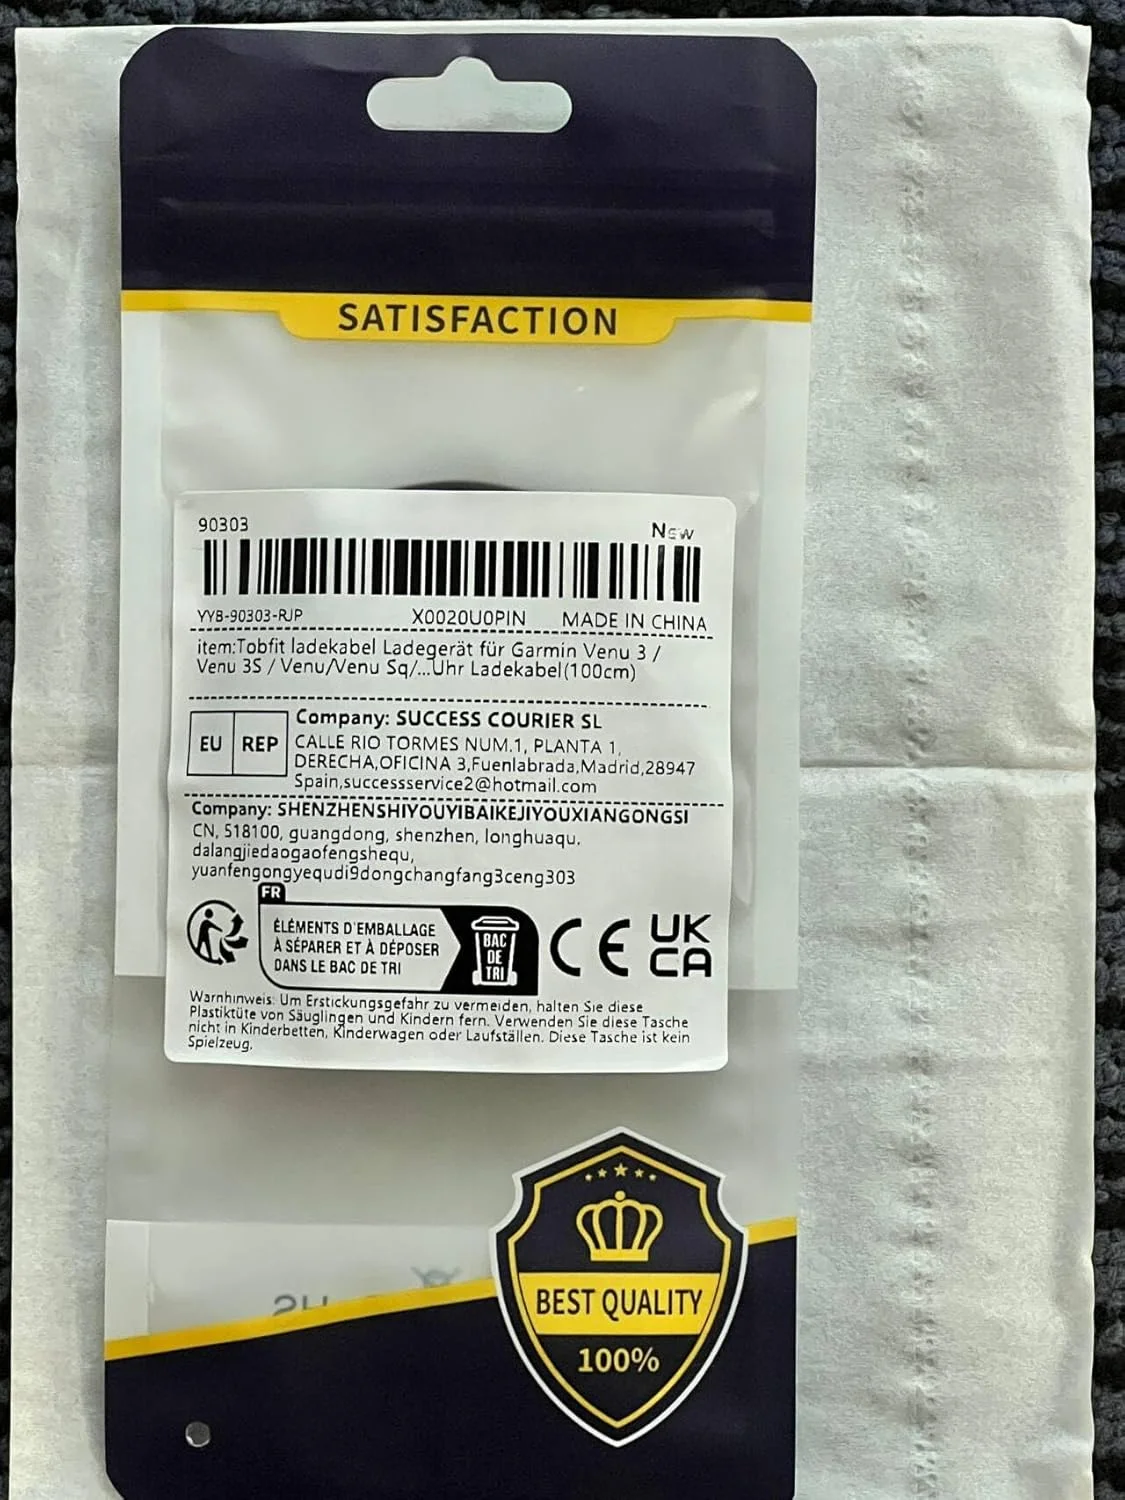 SATISFACTION
90303
New
YYB-90303-RJP X0020U0PIN MADE IN CHINA
item:Tobfit ladekabel Ladegerät für Garmin Venu 3 /
Venu 3S / Venu/Venu Sq/...Uhr Ladekabel(100cm)
EU REP
Company: SUCCESS COURIER SL
CALLE RIO TORMES NUM.1, PLANTA 1,
DERECHA,OFICINA 3,Fuenlabrada,Madrid,28947
Spain,successservice2@hotmail.com
Company: SHENZHENSHIYOUYIBAIKEJIYOUXIANGONGSI
CN, 518100, guangdong, shenzhen, longhuaqu,
dalangjiedaogaofengshequ,
yuanfengongyequdi9dongchangfang3ceng303
FR
ÉLÉMENTS D'EMBALLAGE
À SÉPARER ET À DÉPOSER
DANS LE BAC DE TRI
BAC
DE
TRI
CE
UK
CA
Warnhinweis: Um Erstickungsgefahr zu vermeiden, halten Sie diese
Plastiktüte von Säuglingen und Kindern fern. Verwenden Sie diese Tasche
nicht in Kinderbetten, Kinderwagen oder Laufställen. Diese Tasche ist kein
Spielzeug.
BEST QUALITY
100%